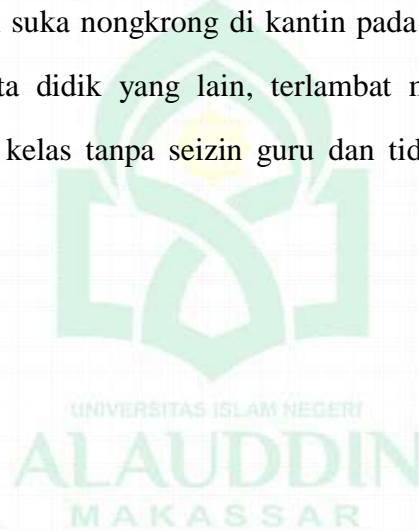 suka nongkrong di kantin pada
ta didik yang lain, terlambat
kelas tanpa seizin guru dan tid
UNIVERSITAS ISLAM NEGERI
ALAUDDIN
MAKASSAR